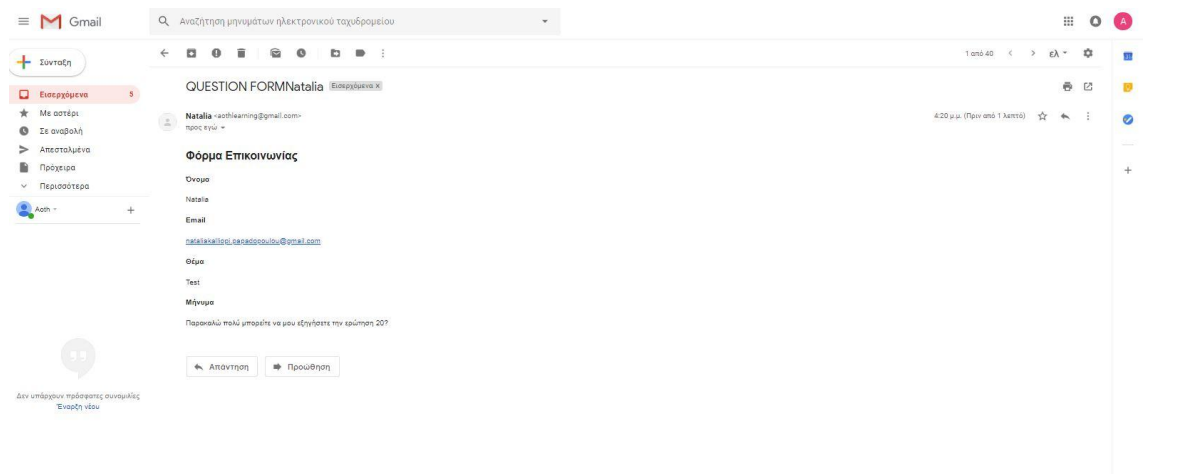 Gmail
Αναζήτηση μηνυμάτων ηλεκτρονικού ταχυδρομείου
A
Σύνταξη
1 από 40
ελ
31
QUESTION FORMNatalia Εισερχόμενα x
Εισερχόμενα 5
Με αστέρι
Σε αναβολή
Απεσταλμένα
Πρόχειρα
Περισσότερα
Aoth
Natalia <aothlearning@gmail.com>
4:20 μ.μ. (Πριν από 1 λεπτό)
προς εγώ
Φόρμα Επικοινωνίας
Όνομα
Natalia
Email
nataliakalliopi.papadopoulou@gmail.com
Θέμα
Test
Μήνυμα
Παρακαλώ πολύ μπορείτε να μου εξηγήσετε την ερώτηση 20?
Απάντηση
Προώθηση
Δεν υπάρχουν πρόσφατες συνομιλίες
Έναρξη νέου